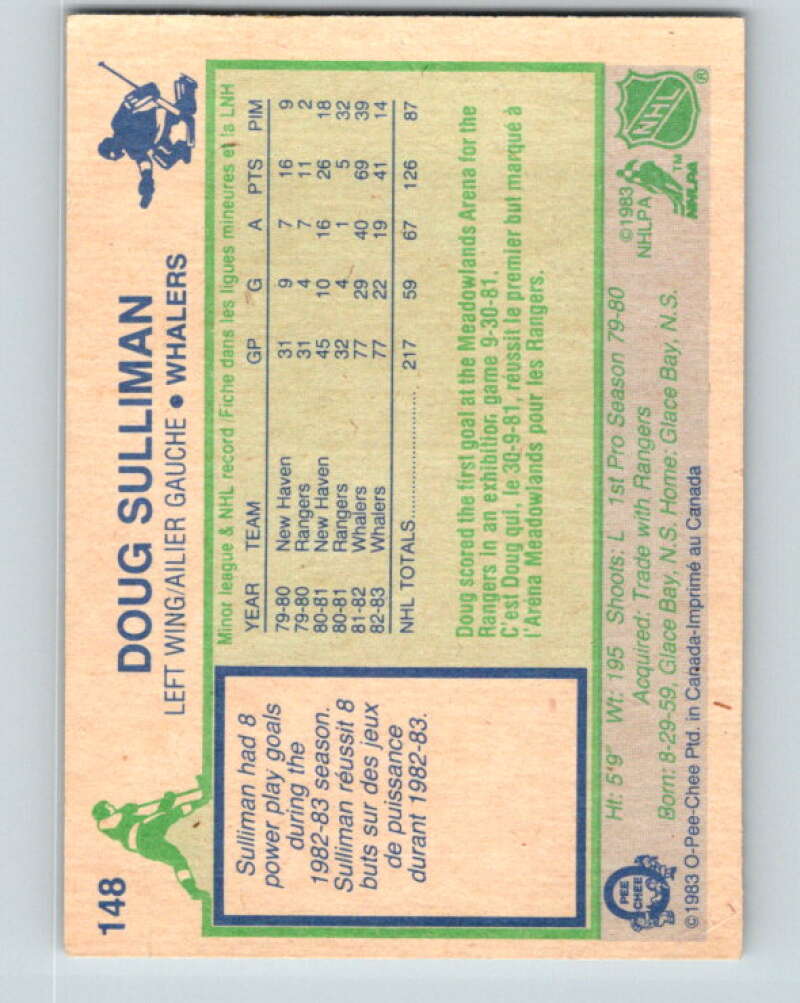 148
DOUG SULLIMAN
LEFT WING/AILIER GAUCHE • WHALERS
Sulliman had 8
power play goals
during the
1982-83 season.
Sulliman réussit 8
buts sur des jeux
de puissance
durant 1982-83.
Minor league & NHL record/Fiche dans les ligues mineures et la LNH
YEAR TEAM GP G A PTS PIM
79-80 New Haven 31 9 7 16 9
79-80 Rangers 31 4 7 11 2
80-81 New Haven 45 10 16 26 18
80-81 Rangers 32 4 1 5 32
81-82 Whalers 77 29 40 69 39
82-83 Whalers 77 22 19 41 14
NHL TOTALS.................... 217 59 67 126 87
Doug scored the first goal at the Meadowlands Arena for the
Rangers in an exhibition game 9-30-81.
C'est Doug qui, le 30-9-81, réussit le premier but marqué à
l'Aréna Meadowlands pour les Rangers.
Ht: 5'9" Wt: 195 Shoots: L 1st Pro Season 79-80
Acquired: Trade with Rangers
Born: 8-29-59, Glace Bay, N.S. Home: Glace Bay, N.S.
©1983
NHLPA
TM
NHLPA
NHL
®
O
PEE
CHEE
©1983 O-Pee-Chee Ptd. in Canada-Imprimé au Canada